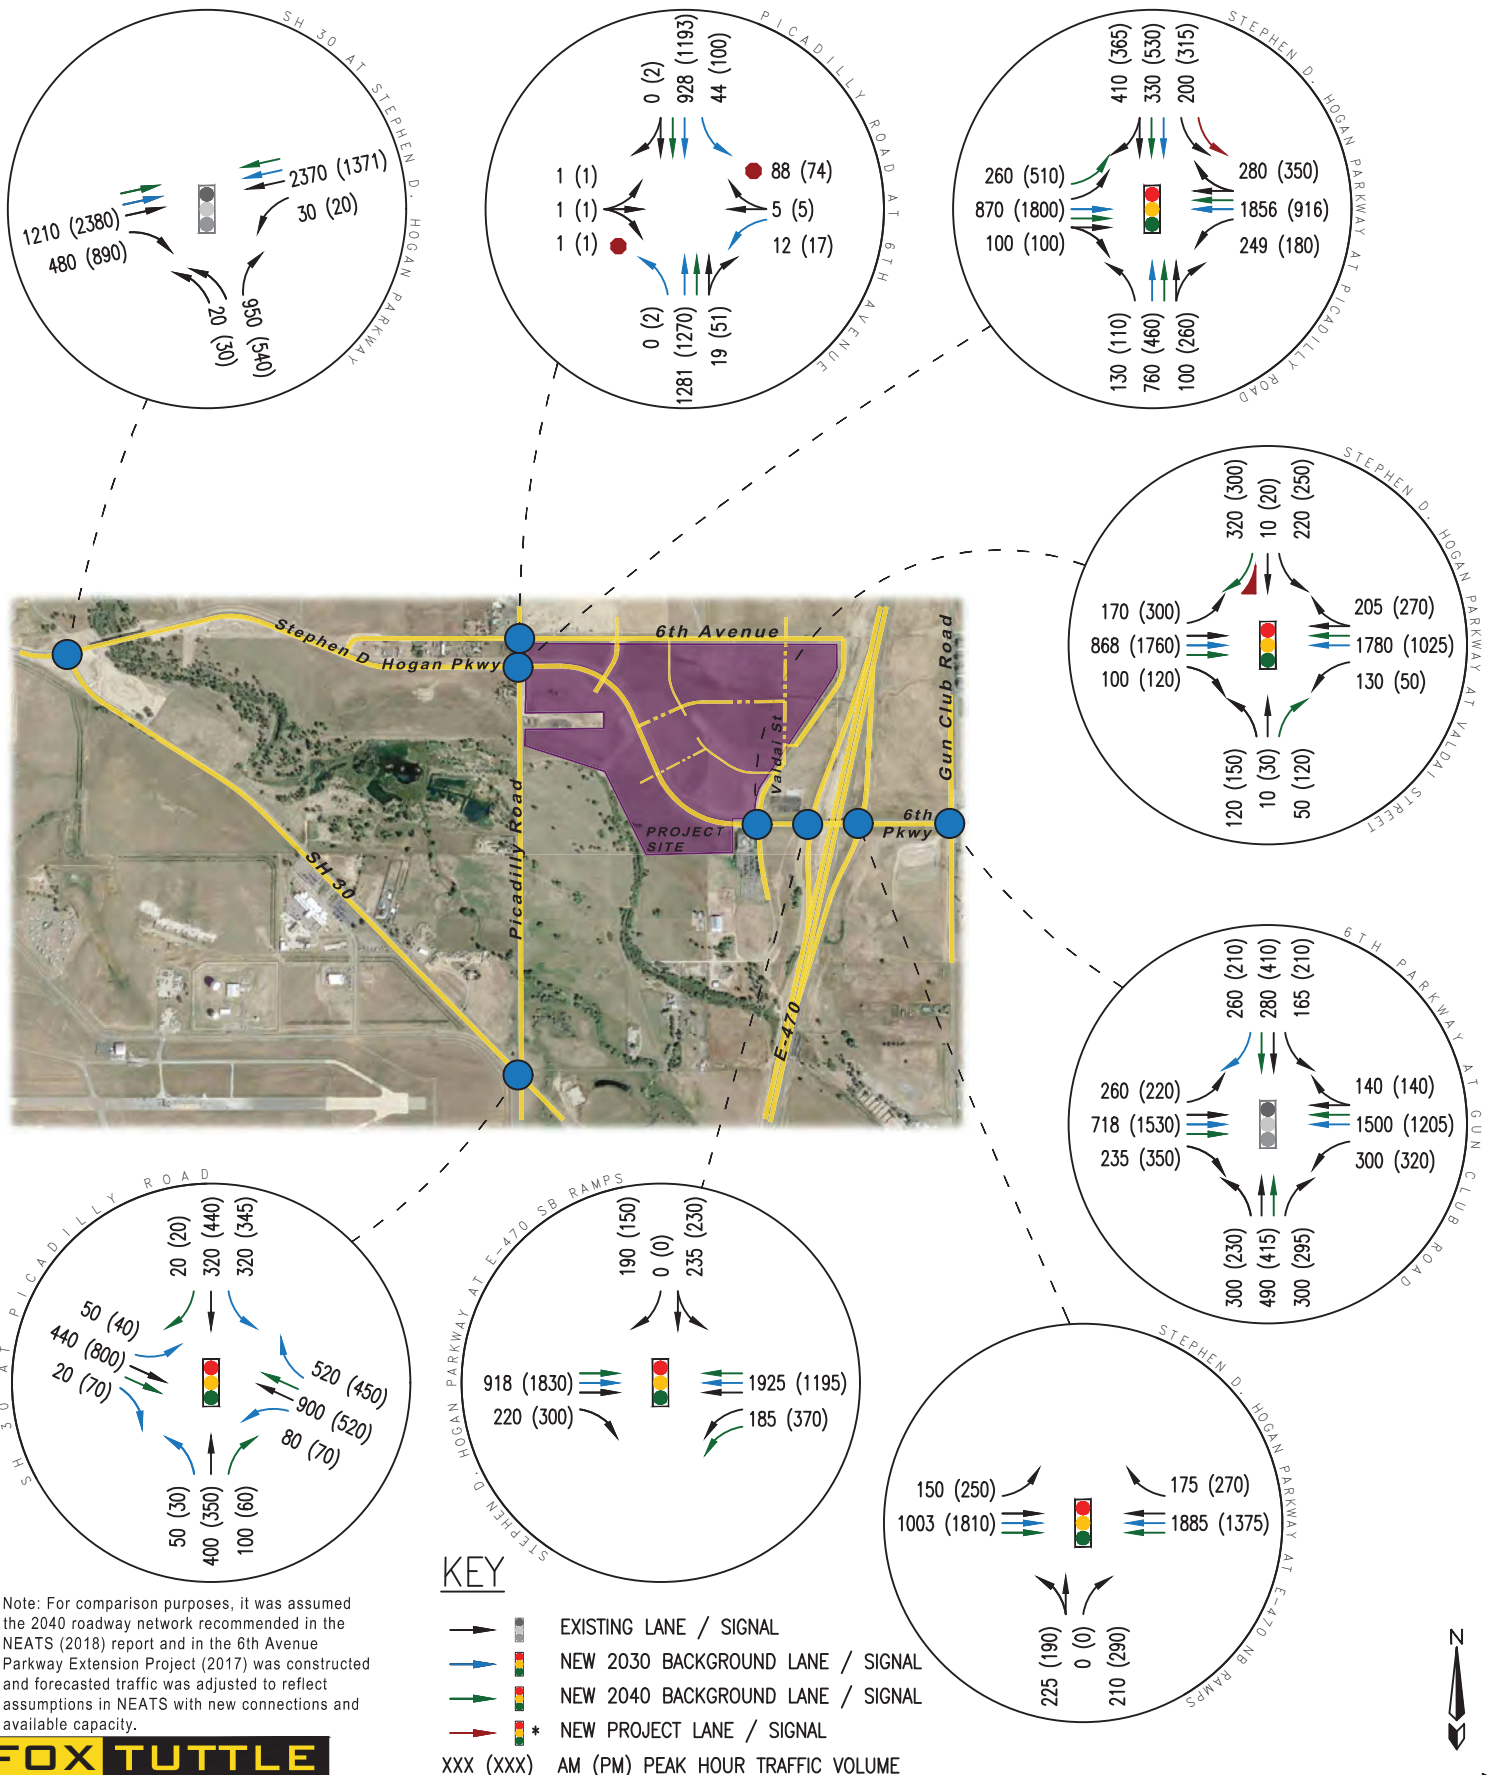 SH 30 AT STEPHEN D. HOGAN PARKWAY
2370 (1371)
30 (20)
1210 (2380)
480 (890)
20 (30)
950 (540)
PICADILLY ROAD AT 6TH AVENUE
0 (2)
928 (1193)
44 (100)
1 (1)
1 (1)
1 (1)
88 (74)
5 (5)
12 (17)
0 (2)
1281 (1270)
19 (51)
STEPHEN D. HOGAN PARKWAY AT PICADILLY ROAD
410 (365)
330 (530)
200 (315)
260 (510)
870 (1800)
100 (100)
280 (350)
1856 (916)
249 (180)
130 (110)
760 (460)
100 (260)
STEPHEN D. HOGAN PARKWAY AT VALDAI STREET
320 (300)
10 (20)
220 (250)
170 (300)
868 (1760)
100 (120)
205 (270)
1780 (1025)
130 (50)
120 (150)
10 (30)
50 (120)
Stephen D. Hogan Pkwy
6th Avenue
Gun Club Road
Valdai St
Picadilly Road
SH 30
PROJECT
SITE
6th
Pkwy
E-470
6TH PARKWAY AT GUN CLUB ROAD
260 (210)
280 (410)
165 (210)
260 (220)
718 (1530)
235 (350)
140 (140)
1500 (1205)
300 (320)
300 (230)
490 (415)
300 (295)
SH 30 AT PICADILLY ROAD
20 (20)
320 (440)
320 (345)
50 (40)
440 (800)
20 (70)
520 (450)
900 (520)
80 (70)
50 (30)
400 (350)
100 (60)
STEPHEN D. HOGAN PARKWAY AT E-470 SB RAMPS
190 (150)
0 (0)
235 (230)
918 (1830)
220 (300)
1925 (1195)
185 (370)
STEPHEN D. HOGAN PARKWAY AT E-470 NB RAMPS
150 (250)
1003 (1810)
175 (270)
1885 (1375)
225 (190)
0 (0)
210 (290)
Note: For comparison purposes, it was assumed
the 2040 roadway network recommended in the
NEATS (2018) report and in the 6th Avenue
Parkway Extension Project (2017) was constructed
and forecasted traffic was adjusted to reflect
assumptions in NEATS with new connections and
available capacity.
FOX TUTTLE
KEY
EXISTING LANE / SIGNAL
NEW 2030 BACKGROUND LANE / SIGNAL
NEW 2040 BACKGROUND LANE / SIGNAL
* NEW PROJECT LANE / SIGNAL
XXX (XXX) AM (PM) PEAK HOUR TRAFFIC VOLUME
N